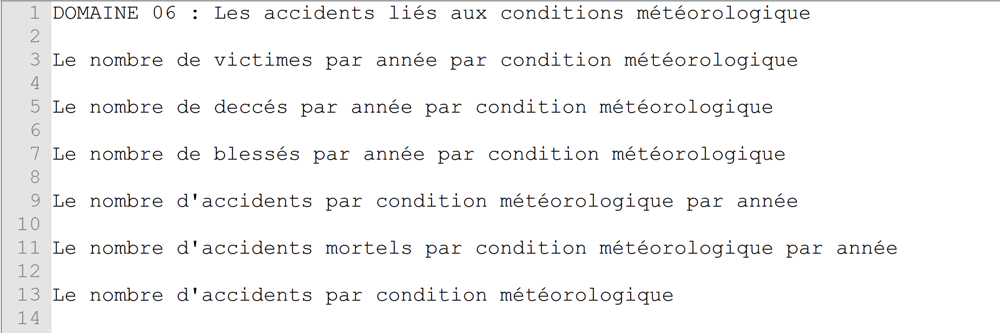 1 DOMAINE 06 : Les accidents liés aux conditions météorologique
2
3 Le nombre de victimes par année par condition météorologique
4
5 Le nombre de deccés par année par condition météorologique
6
7 Le nombre de blessés par année par condition météorologique
8
9 Le nombre d'accidents par condition météorologique par année
10
11 Le nombre d'accidents mortels par condition météorologique par année
12
13 Le nombre d'accidents par condition météorologique
14